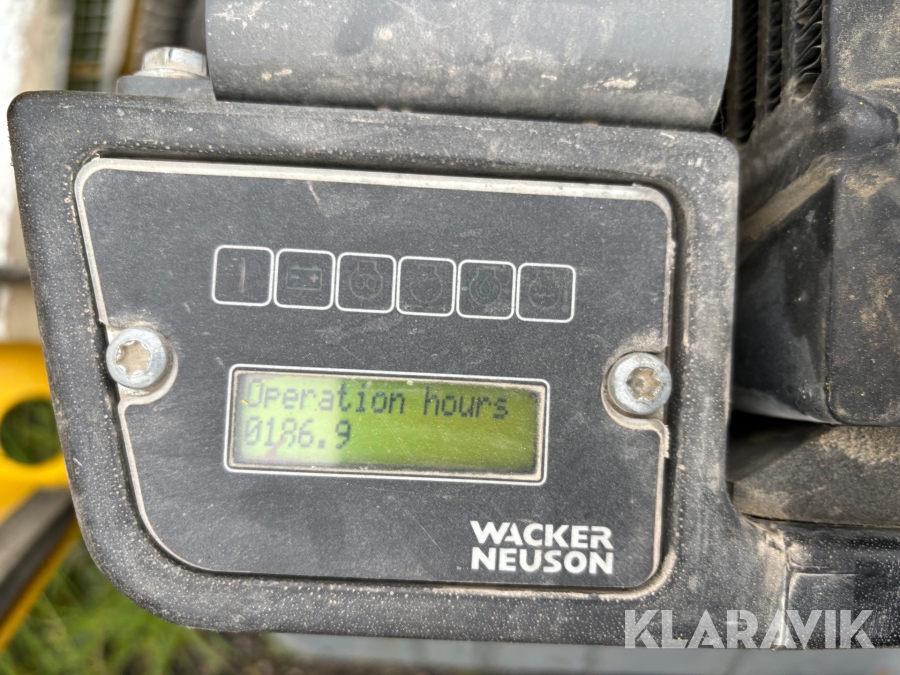 Operation hours
0186.9
WACKER
NEUSON
KLARAVIK